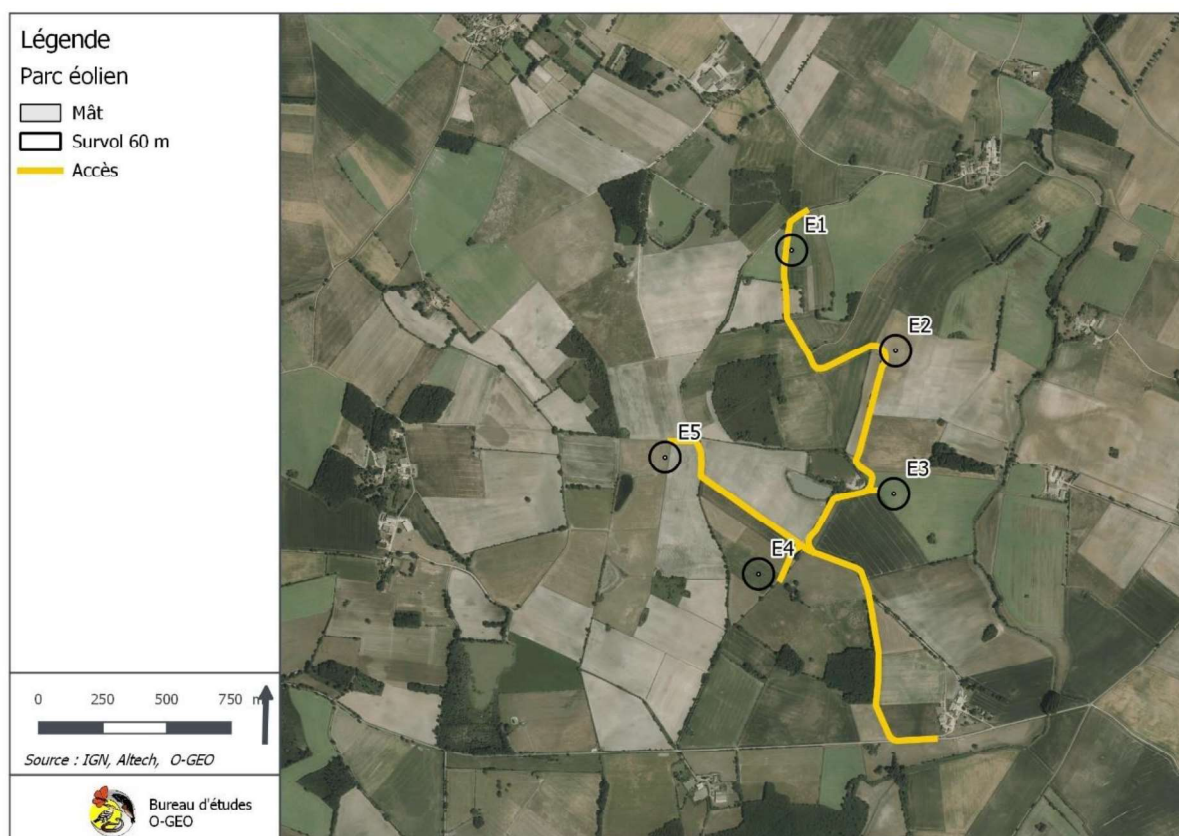 Légende
Parc éolien
Mât
Survol 60 m
Accès
E1
E2
E3
E4
E5
0 250 500 750 m
Source : IGN, Altech, O-GEO
Bureau d'études
O-GEO